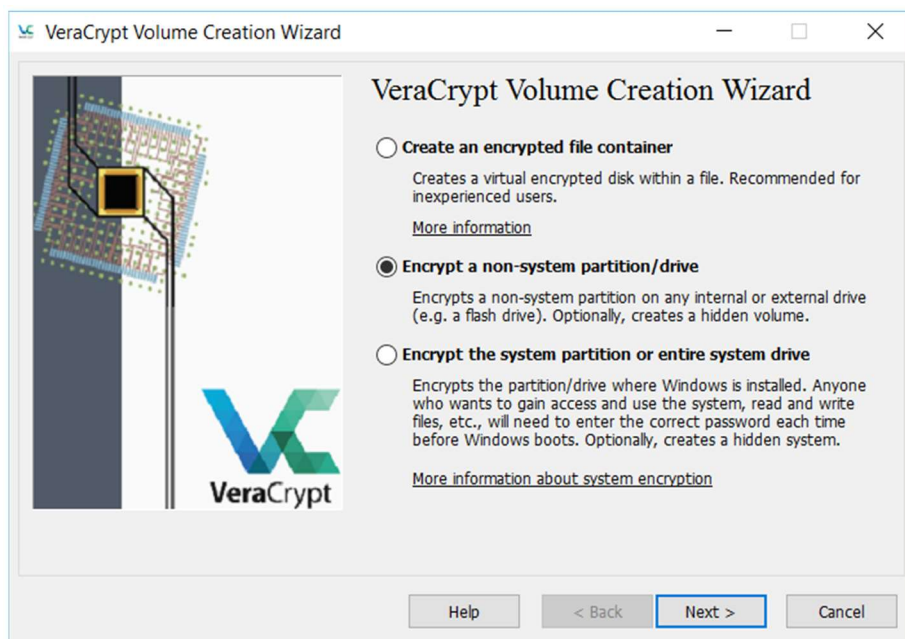 VeraCrypt Volume Creation Wizard
VeraCrypt Volume Creation Wizard
Create an encrypted file container
Creates a virtual encrypted disk within a file. Recommended for
inexperienced users.
More information
Encrypt a non-system partition/drive
Encrypts a non-system partition on any internal or external drive
(e.g. a flash drive). Optionally, creates a hidden volume.
Encrypt the system partition or entire system drive
Encrypts the partition/drive where Windows is installed. Anyone
who wants to gain access and use the system, read and write
files, etc., will need to enter the correct password each time
before Windows boots. Optionally, creates a hidden system.
More information about system encryption
VeraCrypt
Help
< Back
Next >
Cancel